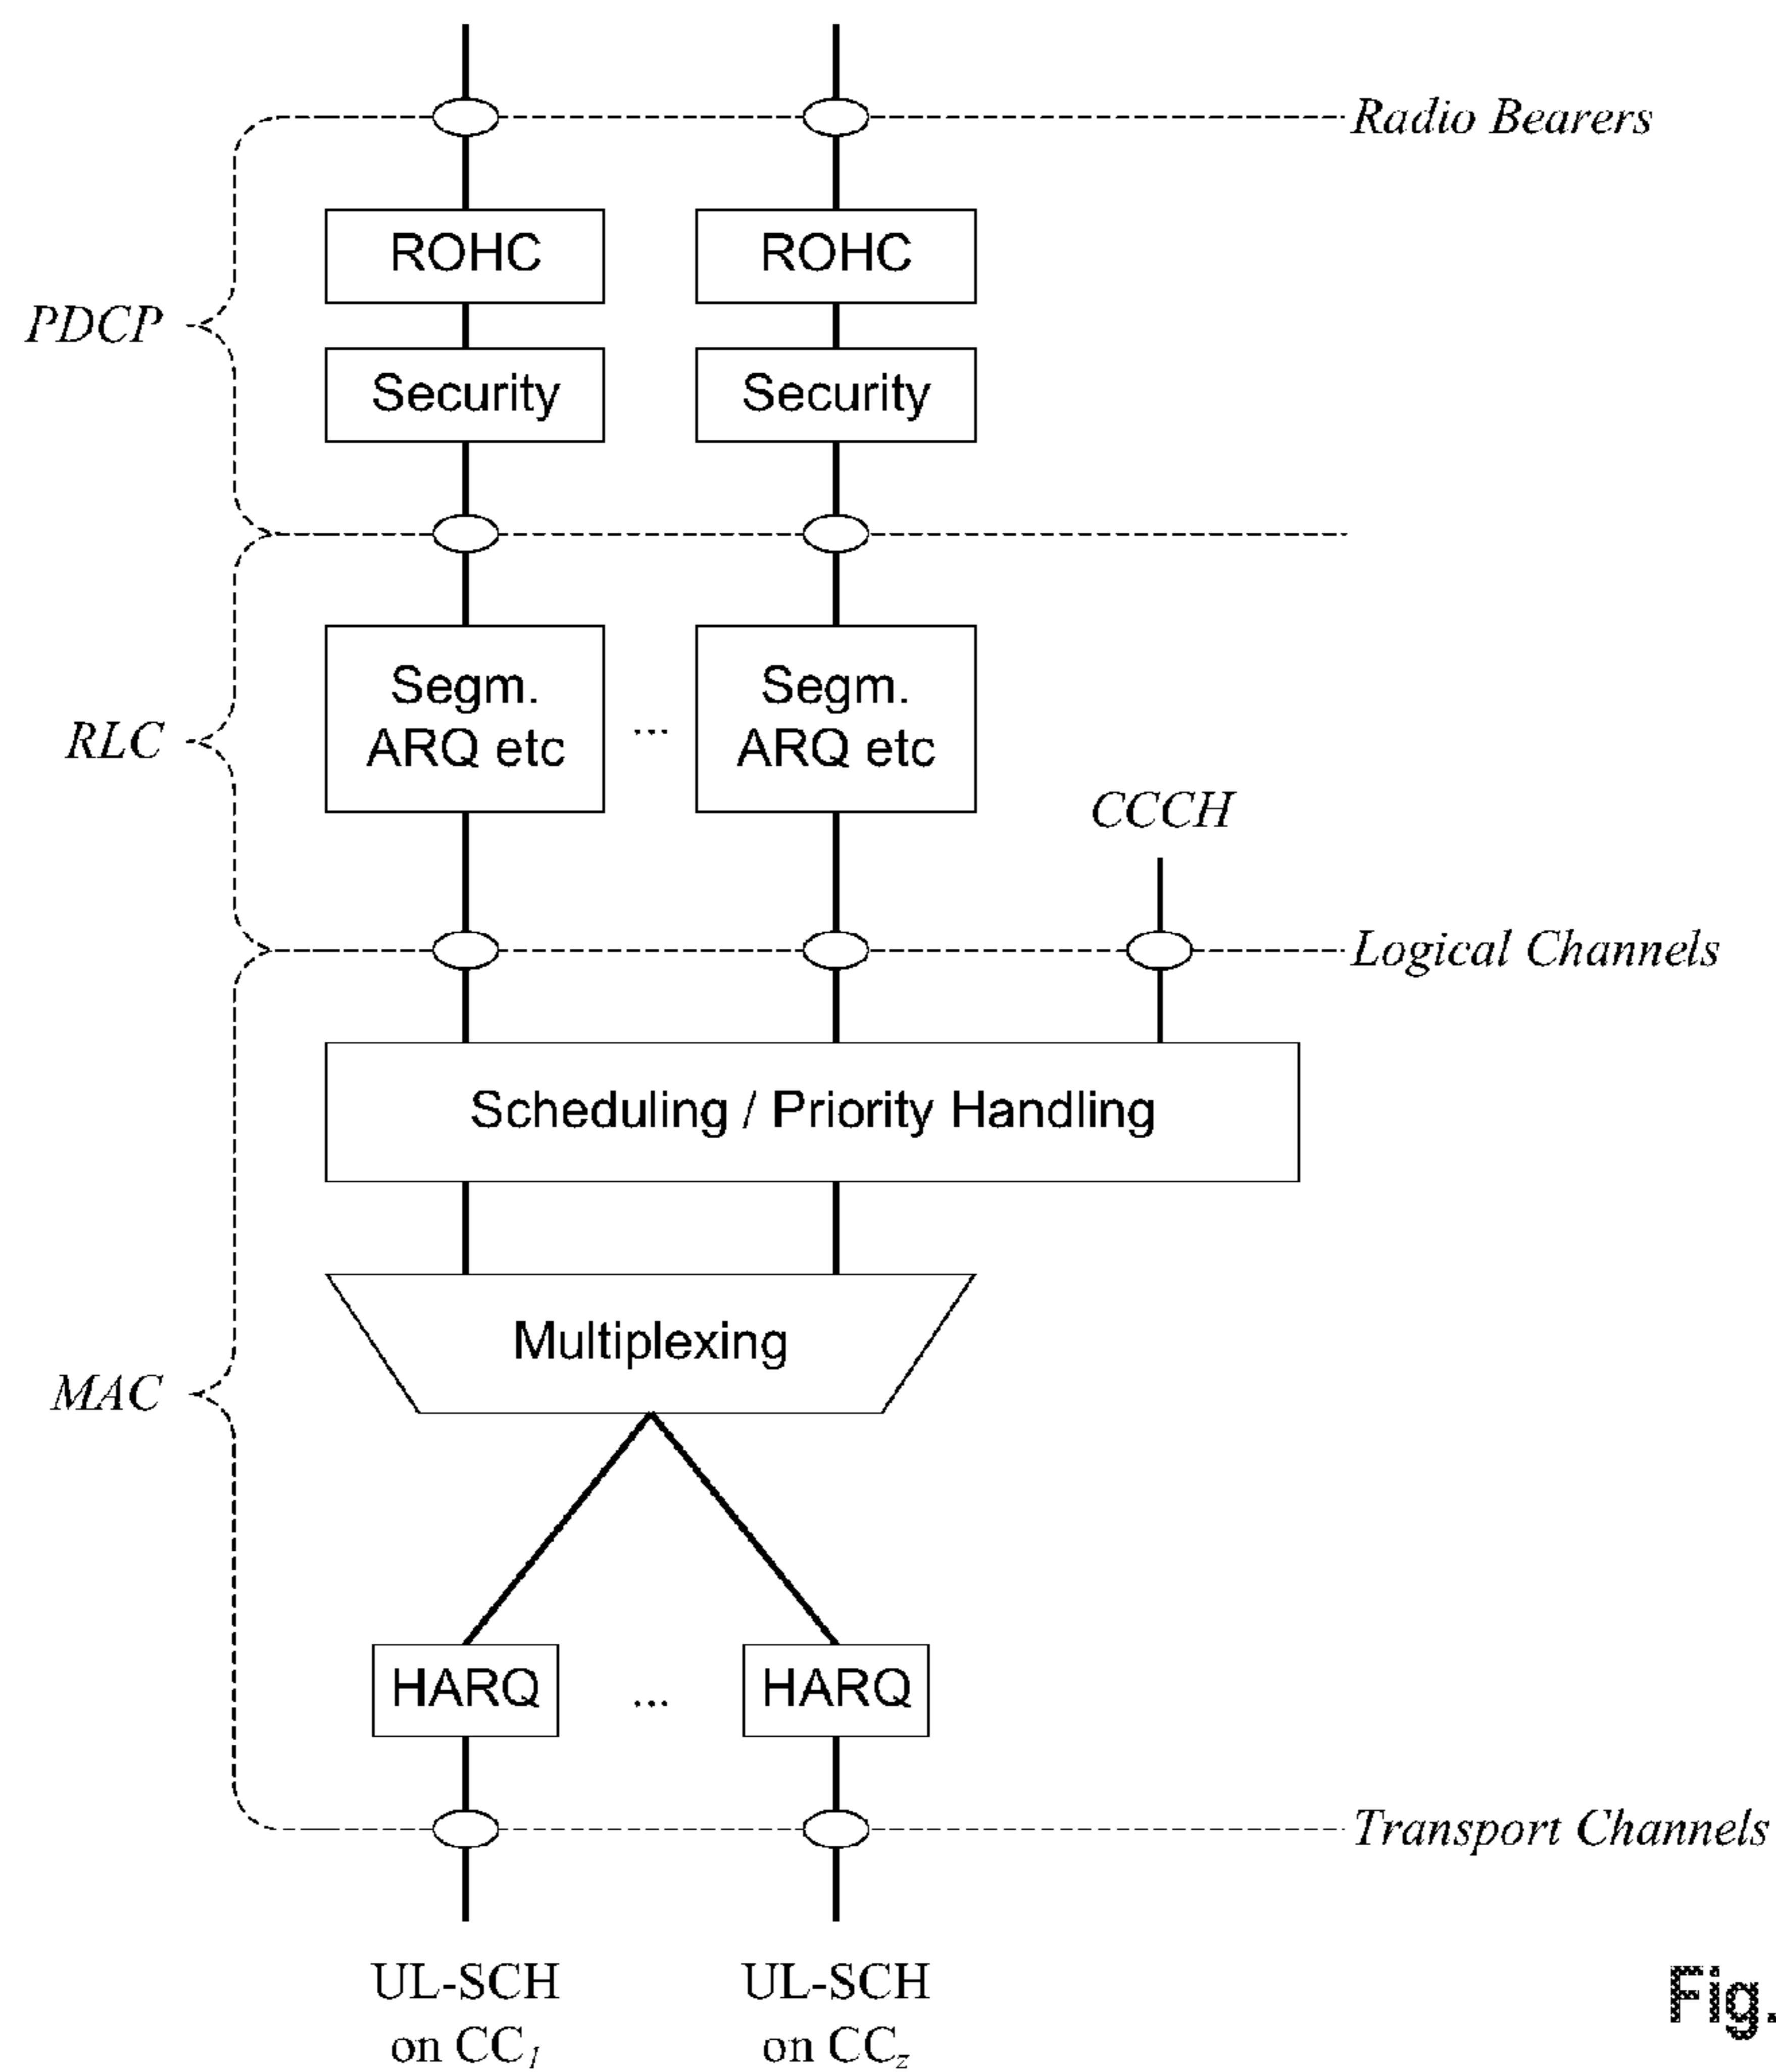 Radio Bearers
ROHC
ROHC
PDCP
Security
Security
Segm.
ARQ etc
...
Segm.
ARQ etc
RLC
CCCH
Logical Channels
Scheduling / Priority Handling
Multiplexing
MAC
HARQ
...
HARQ
Transport Channels
UL-SCH
on CC1
UL-SCH
on CCz
Fig.